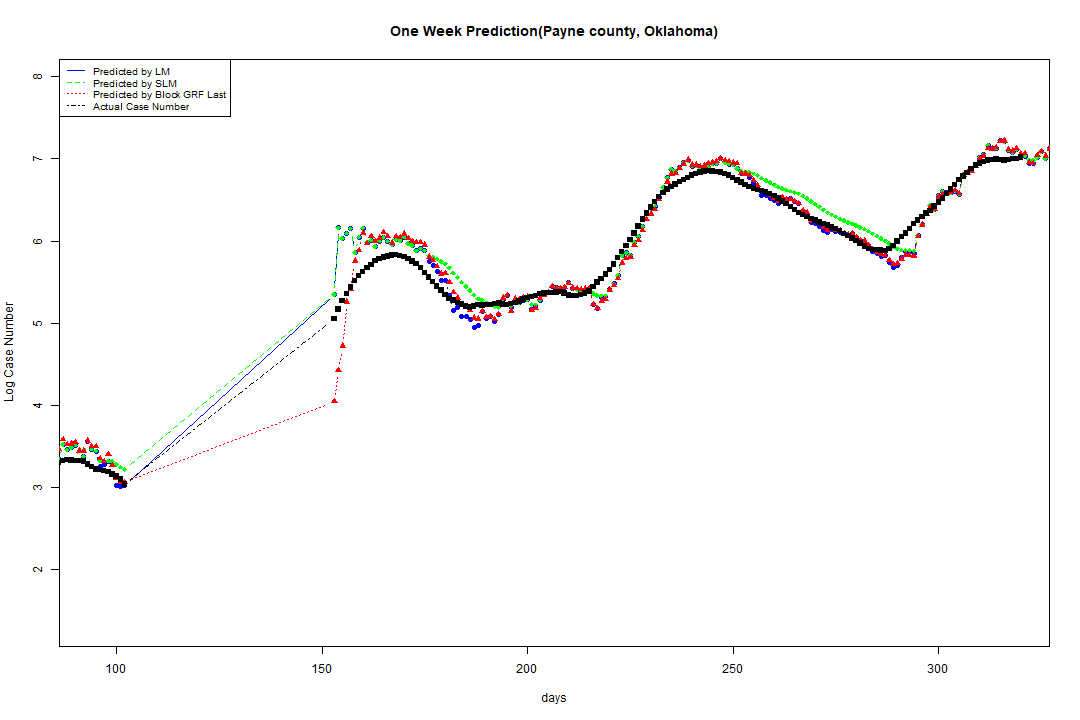 One Week Prediction(Payne county, Oklahoma)
Predicted by LM
Predicted by SLM
Predicted by Block GRF Last
Actual Case Number
8
7
6
5
4
3
2
Log Case Number
100 150 200 250 300
days